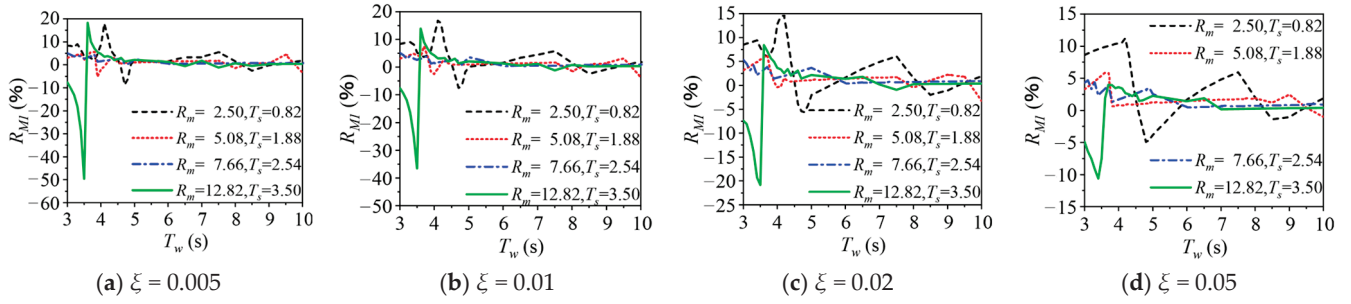 R_MI (%)
20
10
0
−10
−20
−30
−40
−50
−60
R_m= 2.50,T_s=0.82
R_m= 5.08,T_s=1.88
R_m= 7.66,T_s=2.54
R_m=12.82,T_s=3.50
3 4 5 6 7 8 9 10
T_w (s)
(a) ξ = 0.005
R_MI (%)
20
10
0
−10
−20
−30
−40
−50
R_m= 2.50,T_s=0.82
R_m= 5.08,T_s=1.88
R_m= 7.66,T_s=2.54
R_m=12.82,T_s=3.50
3 4 5 6 7 8 9 10
T_w (s)
(b) ξ = 0.01
R_MI (%)
15
10
5
0
−5
−10
−15
−20
25
R_m= 2.50,T_s=0.82
R_m= 5.08,T_s=1.88
R_m= 7.66,T_s=2.54
R_m=12.82,T_s=3.50
3 4 5 6 7 8 9 10
T_w (s)
(c) ξ = 0.02
R_MI (%)
15
10
5
0
−5
−10
−15
R_m= 2.50,T_s=0.82
R_m= 5.08,T_s=1.88
R_m= 7.66,T_s=2.54
R_m=12.82,T_s=3.50
3 4 5 6 7 8 9 10
T_w (s)
(d) ξ = 0.05